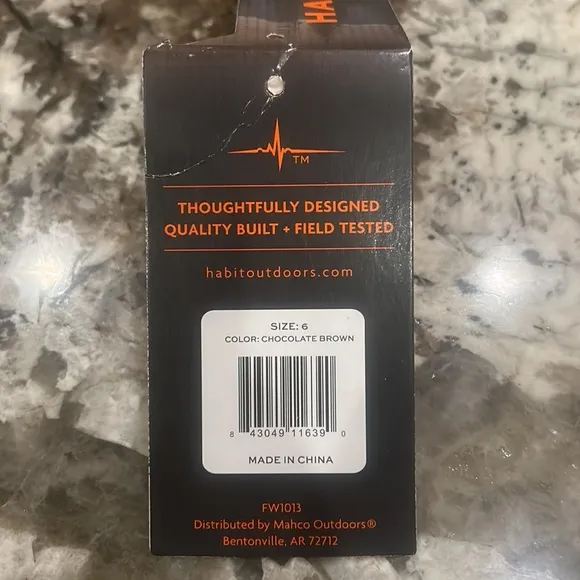 HA
TM
THOUGHTFULLY DESIGNED
QUALITY BUILT + FIELD TESTED
habitoutdoors.com
SIZE: 6
COLOR: CHOCOLATE BROWN
8 43049 11639 0
MADE IN CHINA
FW1013
Distributed by Mahco Outdoors®
Bentonville, AR 72712